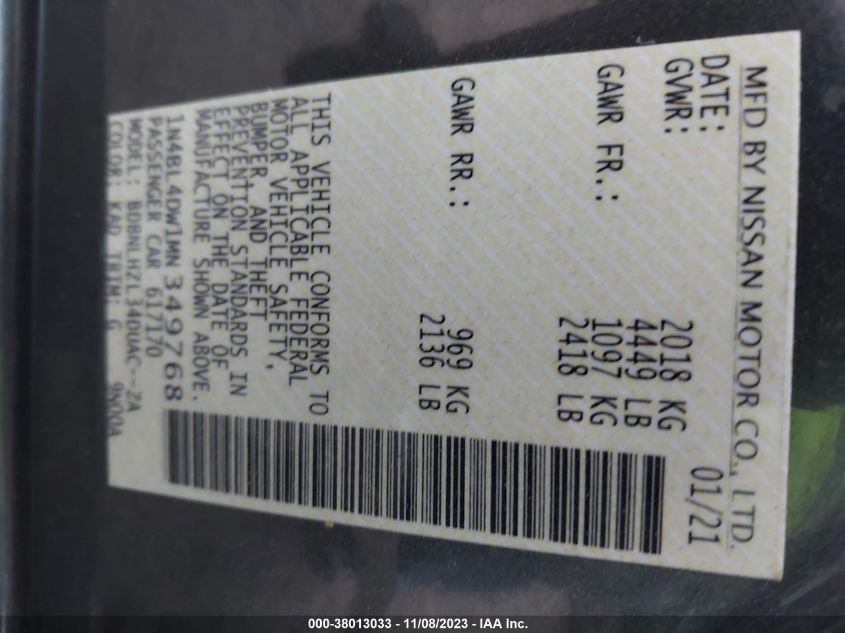 MFD BY NISSAN MOTOR CO., LTD.
DATE: 01/21
GVWR: 2018 KG
4449 LB
GAWR FR.: 1097 KG
2418 LB
GAWR RR.: 969 KG
2136 LB
THIS VEHICLE CONFORMS TO
ALL APPLICABLE FEDERAL
MOTOR VEHICLE SAFETY,
BUMPER, AND THEFT
PREVENTION STANDARDS IN
EFFECT ON THE DATE OF
MANUFACTURE SHOWN ABOVE.
1N4BL4DW1MN349768
PASSENGER CAR 617170
MODEL: BDBNLHZL34DUAC--ZA
COLOR: KAD TRIM: G 9N00A
000-38013033 - 11/08/2023 - IAA Inc.